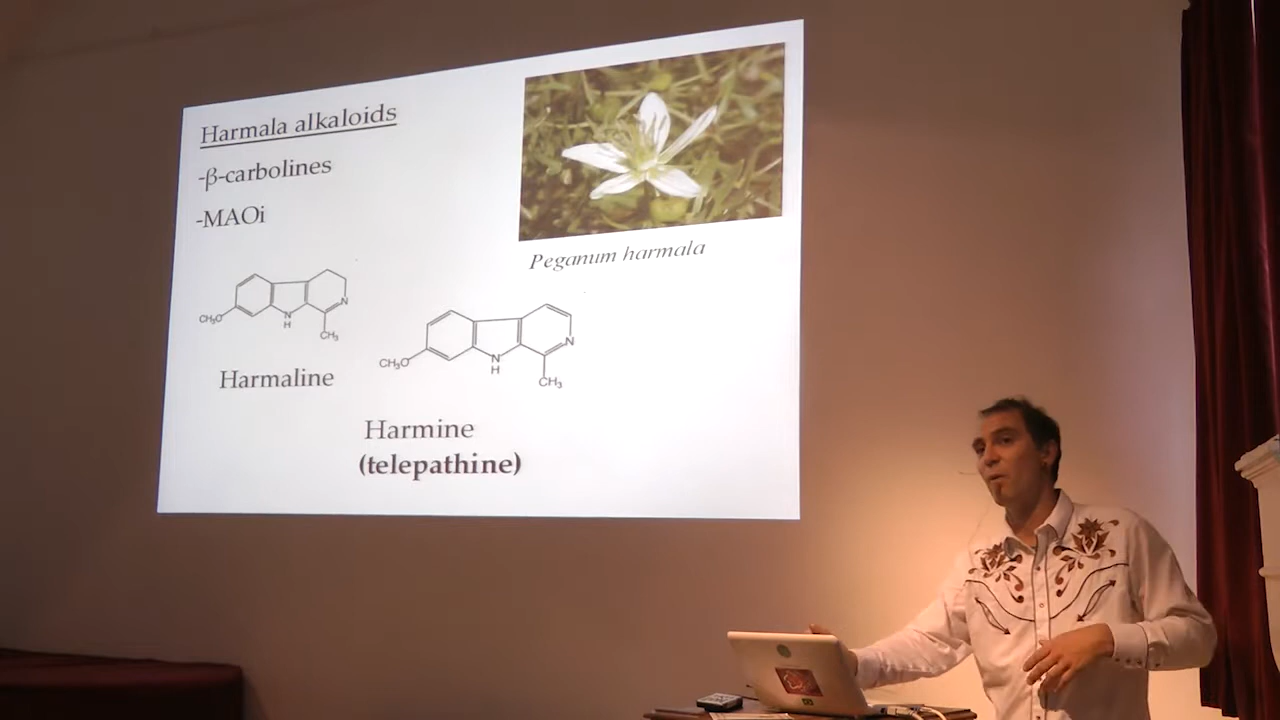 Harmala alkaloids
-β-carbolines
-MAOi
Peganum harmala
CH₃O
N
H
N
CH₃
Harmaline
CH₃O
N
H
N
CH₃
Harmine
(telepathine)